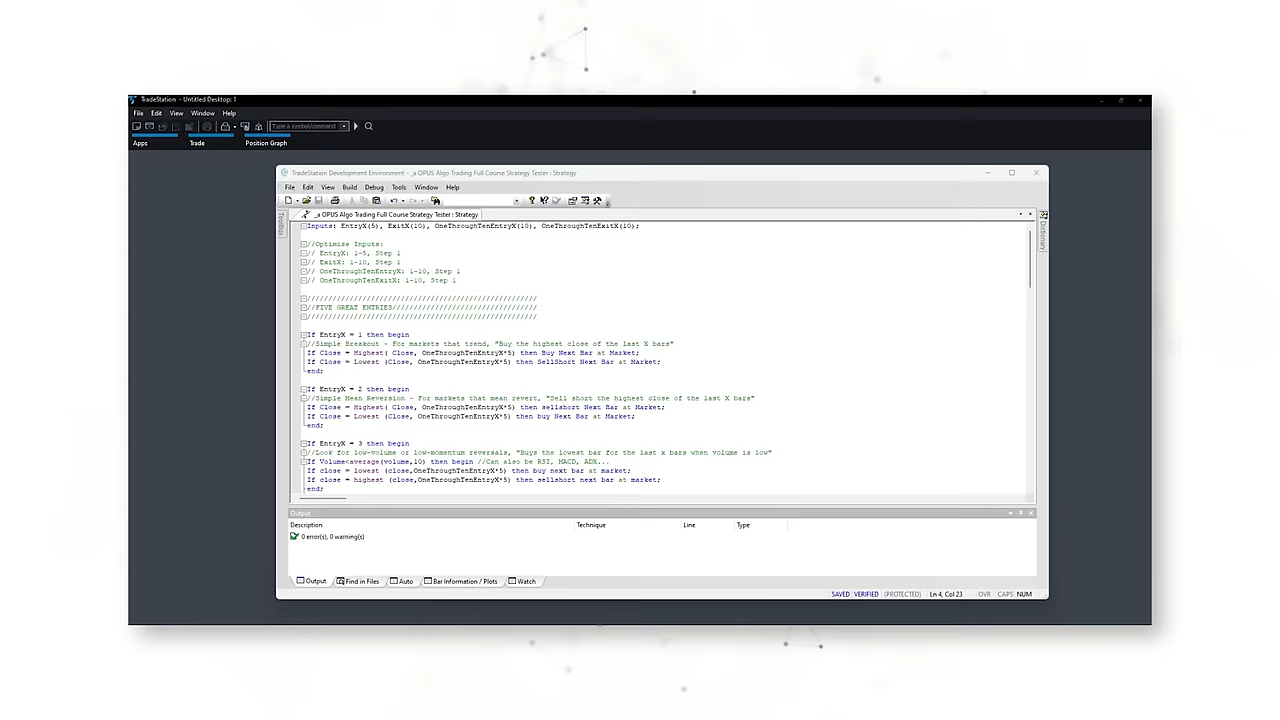 TradeStation - Untitled Desktop: 1
File Edit View Window Help
Type a symbol/command
Apps Trade Position Graph
TradeStation Development Environment - _a OPUS Algo Trading Full Course Strategy Tester : Strategy
File Edit View Build Debug Tools Window Help
_a OPUS Algo Trading Full Course Strategy Tester : Strategy
ToolBox
Dictionary
Inputs: EntryX(5), ExitX(10), OneThroughTenEntryX(10), OneThroughTenExitX(10);
//Optimize Inputs:
// EntryX: 1-5, Step 1
// ExitX: 1-10, Step 1
// OneThroughTenEntryX: 1-10, Step 1
// OneThroughTenExitX: 1-10, Step 1
//////////////////////////////////////////////////////
//FIVE GREAT ENTRIES//////////////////////////////////
//////////////////////////////////////////////////////
If EntryX = 1 then begin
//Simple Breakout - For markets that trend, "Buy the highest close of the last X bars"
If Close = Highest( Close, OneThroughTenEntryX*5) then Buy Next Bar at Market;
If Close = Lowest (Close, OneThroughTenEntryX*5) then SellShort Next Bar at Market;
end;
If EntryX = 2 then begin
//Simple Mean Reversion - For markets that mean revert, "Sell short the highest close of the last X bars"
If Close = Highest( Close, OneThroughTenEntryX*5) then sellshort Next Bar at Market;
If Close = Lowest (Close, OneThroughTenEntryX*5) then buy Next Bar at Market;
end;
If EntryX = 3 then begin
//Look for low-volume or low-momentum reversals, "Buys the lowest bar for the last x bars when volume is low"
If Volume<average(volume,10) then begin //Can also be RSI, MACD, ADX...
If close = lowest (close,OneThroughTenEntryX*5) then buy next bar at market;
If close = highest (close,OneThroughTenEntryX*5) then sellshort next bar at market;
end;
Output
Description Technique Line Type
0 error(s), 0 warning(s)
Output Find in Files Auto Bar Information / Plots Watch
SAVED VERIFIED (PROTECTED) Ln 4, Col 23 OVR CAPS NUM